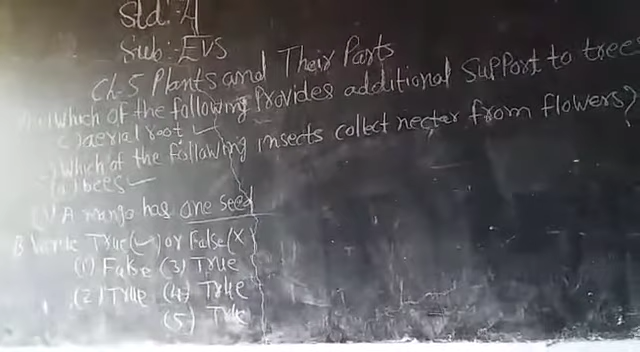 Std: 4
Sub: EVS
Ch-5 Plants and Their Parts
(1) Which of the following Provides additional Support to trees
(c) aerial root ✓
Which of the following insects collect necter from flowers?
(a) bees ✓
A mango has one seed
B Write True (✓) or False (X)
(1) False (3) True
(2) True (4) True
(5) True